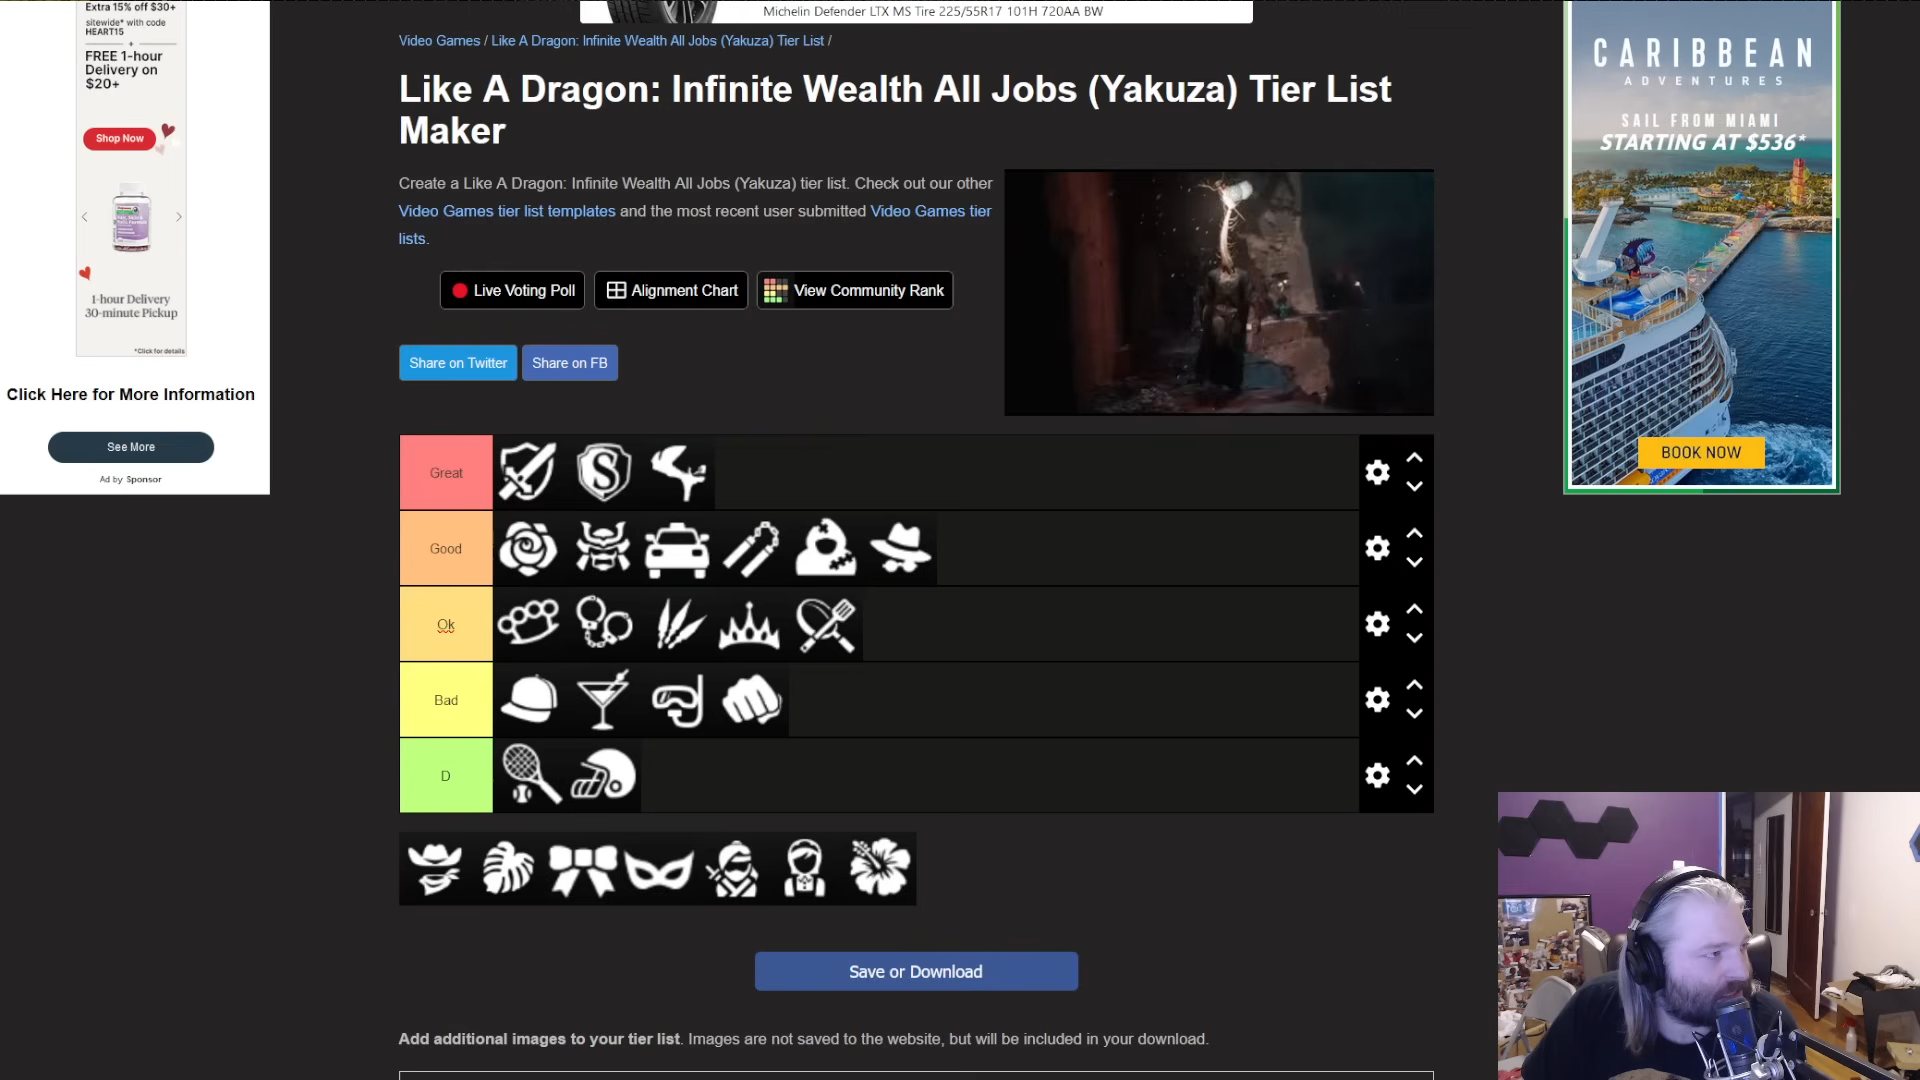 Extra 15% off $30+
sitewide* with code
HEART15
+
FREE 1-hour
Delivery on
$20+
Shop Now
1-hour Delivery
30-minute Pickup
*Click for details
Click Here for More Information
See More
Ad by Sponsor
Michelin Defender LTX MS Tire 225/55R17 101H 720AA BW
Video Games / Like A Dragon: Infinite Wealth All Jobs (Yakuza) Tier List /
Like A Dragon: Infinite Wealth All Jobs (Yakuza) Tier List
Maker
Create a Like A Dragon: Infinite Wealth All Jobs (Yakuza) tier list. Check out our other
Video Games tier list templates and the most recent user submitted Video Games tier
lists.
Live Voting Poll
Alignment Chart
View Community Rank
Share on Twitter
Share on FB
Great
S
Good
Ok
Bad
D
Save or Download
Add additional images to your tier list. Images are not saved to the website, but will be included in your download.
CARIBBEAN
ADVENTURES
SAIL FROM MIAMI
STARTING AT $536*
BOOK NOW